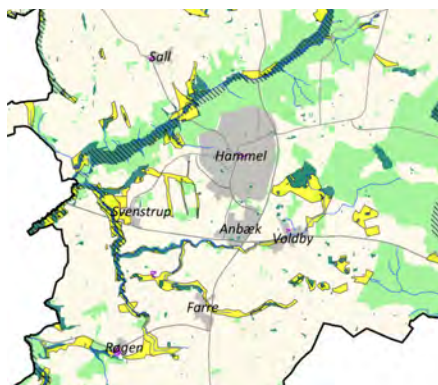 Sall
Hammel
Svenstrup
Anbæk
Voldby
Farre
Røgen